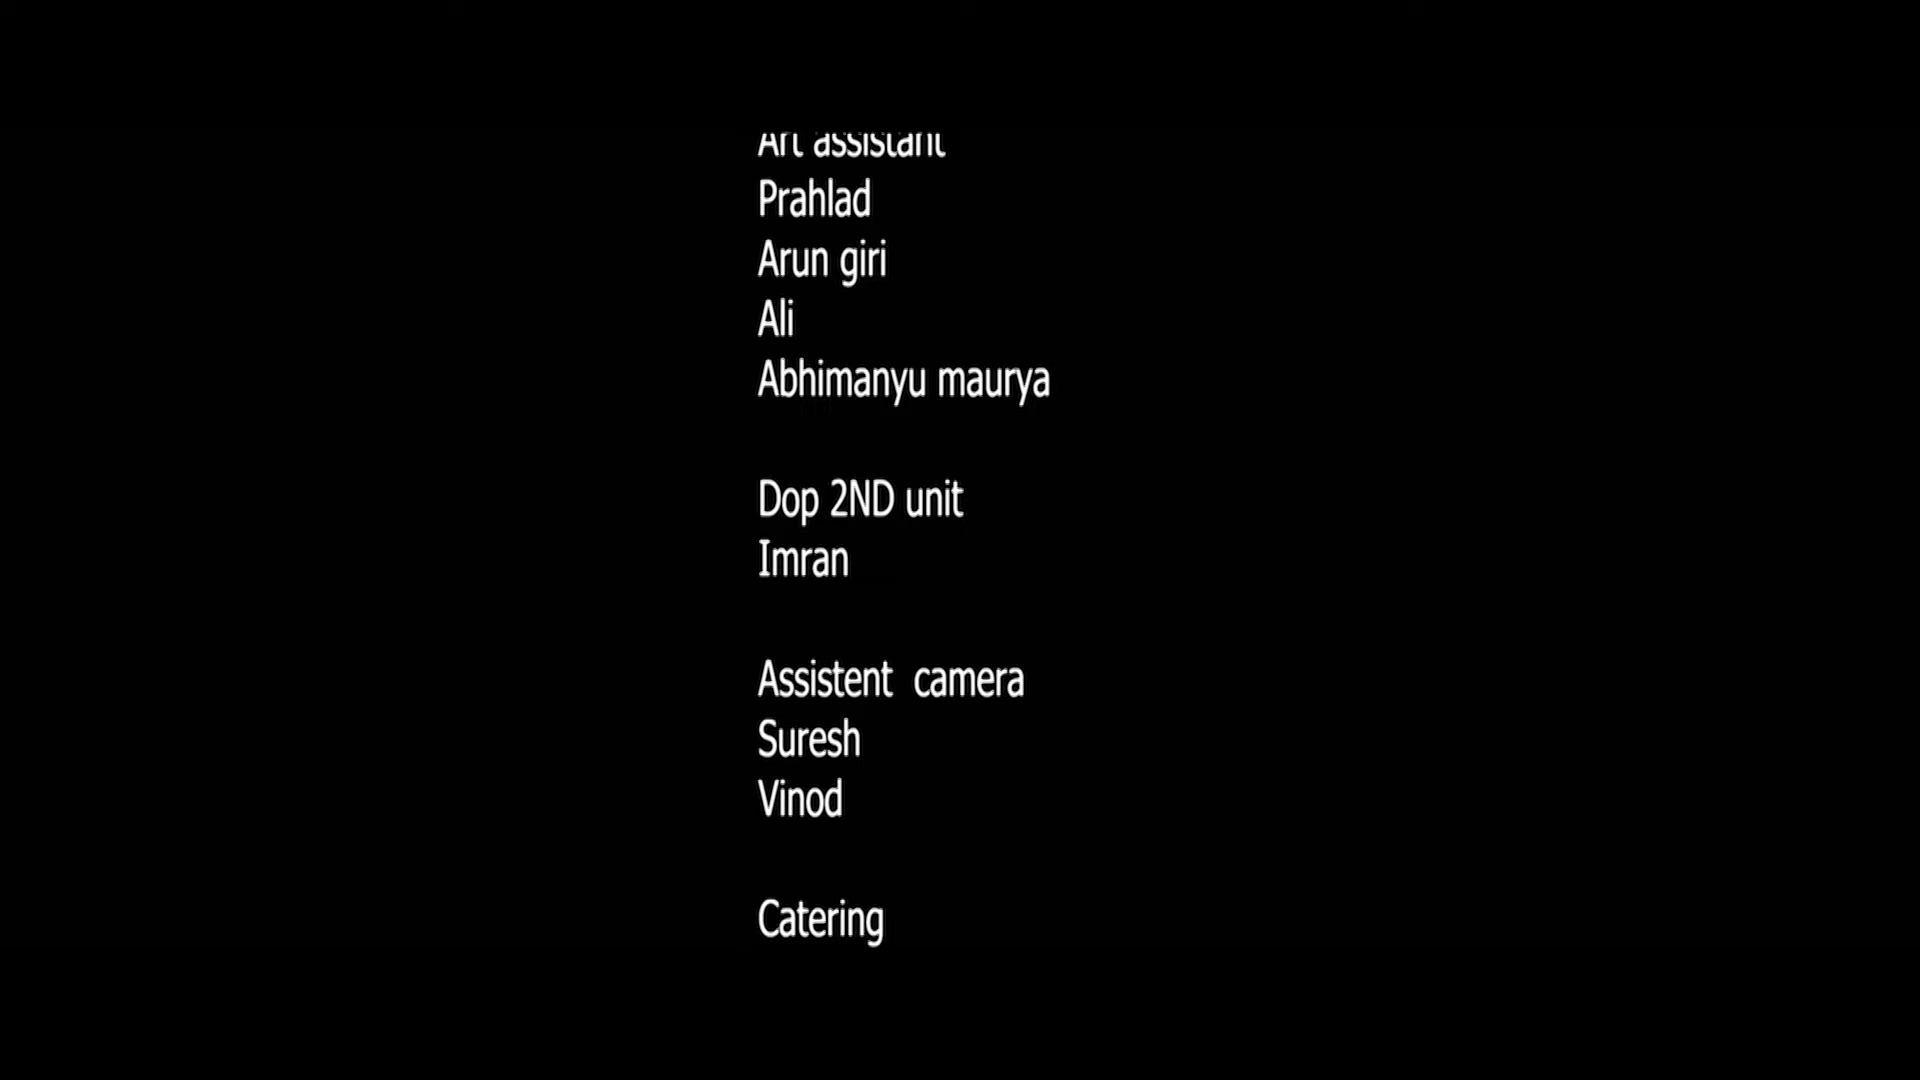 Art assistant
Prahlad
Arun giri
Ali
Abhimanyu maurya
Dop 2ND unit
Imran
Assistent  camera
Suresh
Vinod
Catering